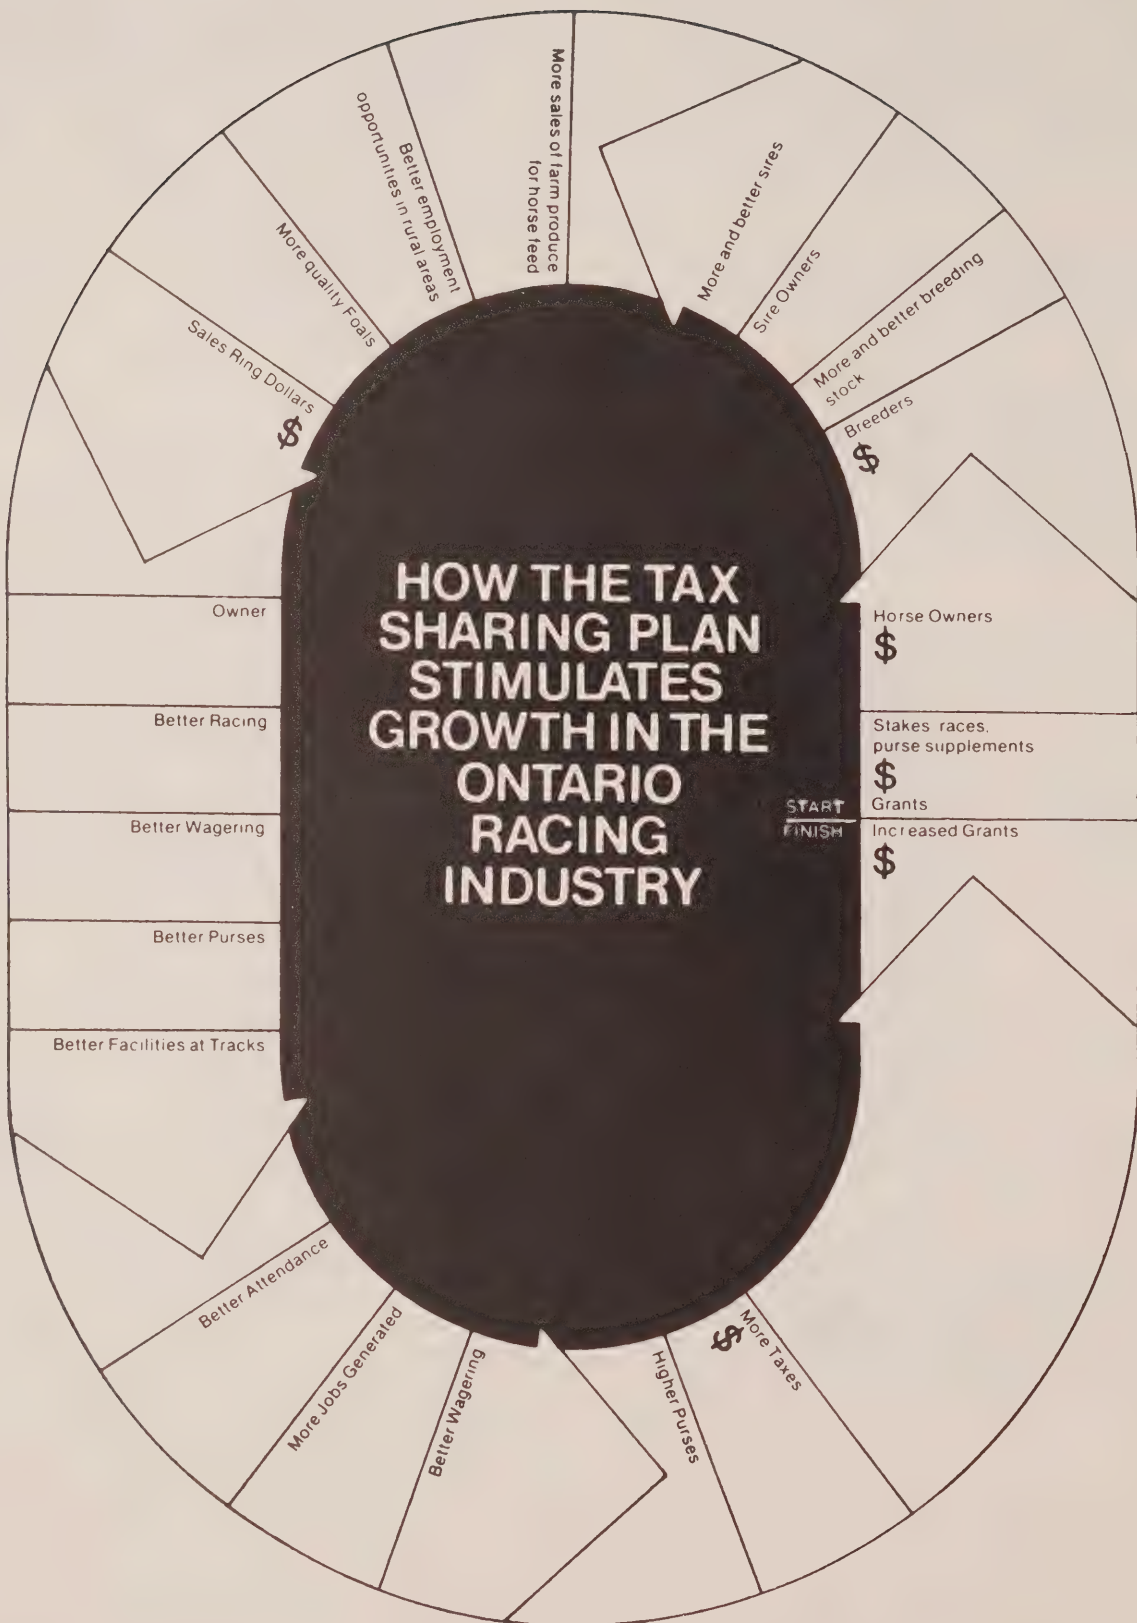 HOW THE TAX
SHARING PLAN
STIMULATES
GROWTH IN THE
ONTARIO
RACING
INDUSTRY
START
FINISH
Grants
$
Stakes races,
purse supplements
$
Horse Owners
$
Breeders
$
More and better breeding
stock
Sire Owners
More and better sires
More sales of farm produce
for horse feed
Better employment
opportunities in rural areas
More quality Foals
Sales Ring Dollars
$
Owner
Better Racing
Better Wagering
Better Purses
Better Facilities at Tracks
Better Attendance
More Jobs Generated
Better Wagering
Higher Purses
More Taxes
$
Increased Grants